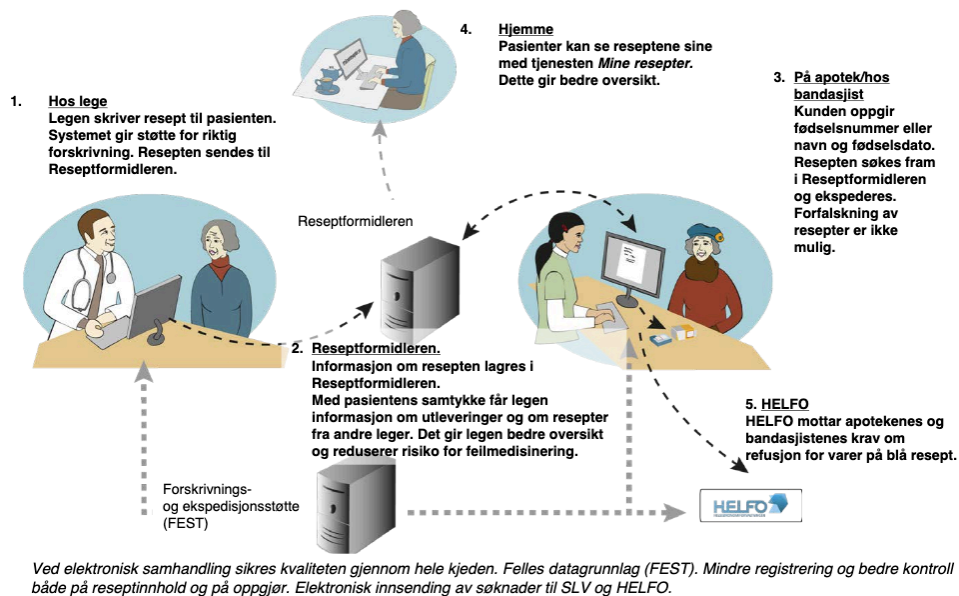 4. Hjemme
Pasienter kan se reseptene sine
med tjenesten Mine resepter.
Dette gir bedre oversikt.
1. Hos lege
Legen skriver resept til pasienten.
Systemet gir støtte for riktig
forskrivning. Resepten sendes til
Reseptformidleren.
3. På apotek/hos
bandasjist
Kunden oppgir
fødselsnummer eller
navn og fødselsdato.
Resepten søkes fram
i Reseptformidleren
og ekspederes.
Forfalskning av
resepter er ikke
mulig.
Reseptformidleren
2. Reseptformidleren.
Informasjon om resepten lagres i
Reseptformidleren.
Med pasientens samtykke får legen
informasjon om utleveringer og om resepter
fra andre leger. Det gir legen bedre oversikt
og reduserer risiko for feilmedisinering.
5. HELFO
HELFO mottar apotekenes og
bandasjistenes krav om
refusjon for varer på blå resept.
Forskrivnings-
og ekspedisjonsstøtte
(FEST)
HELFO
Ved elektronisk samhandling sikres kvaliteten gjennom hele kjeden. Felles datagrunnlag (FEST). Mindre registrering og bedre kontroll
både på reseptinnhold og på oppgjør. Elektronisk innsending av søknader til SLV og HELFO.